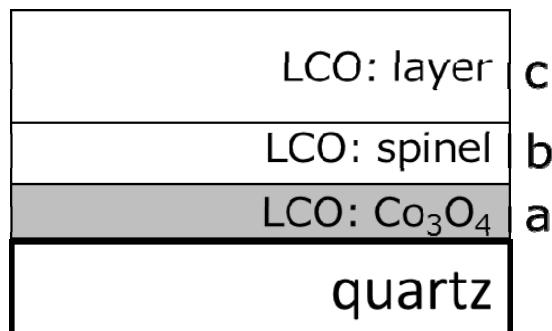 LCO: layer c
LCO: spinel b
LCO: Co₃O₄ a
quartz